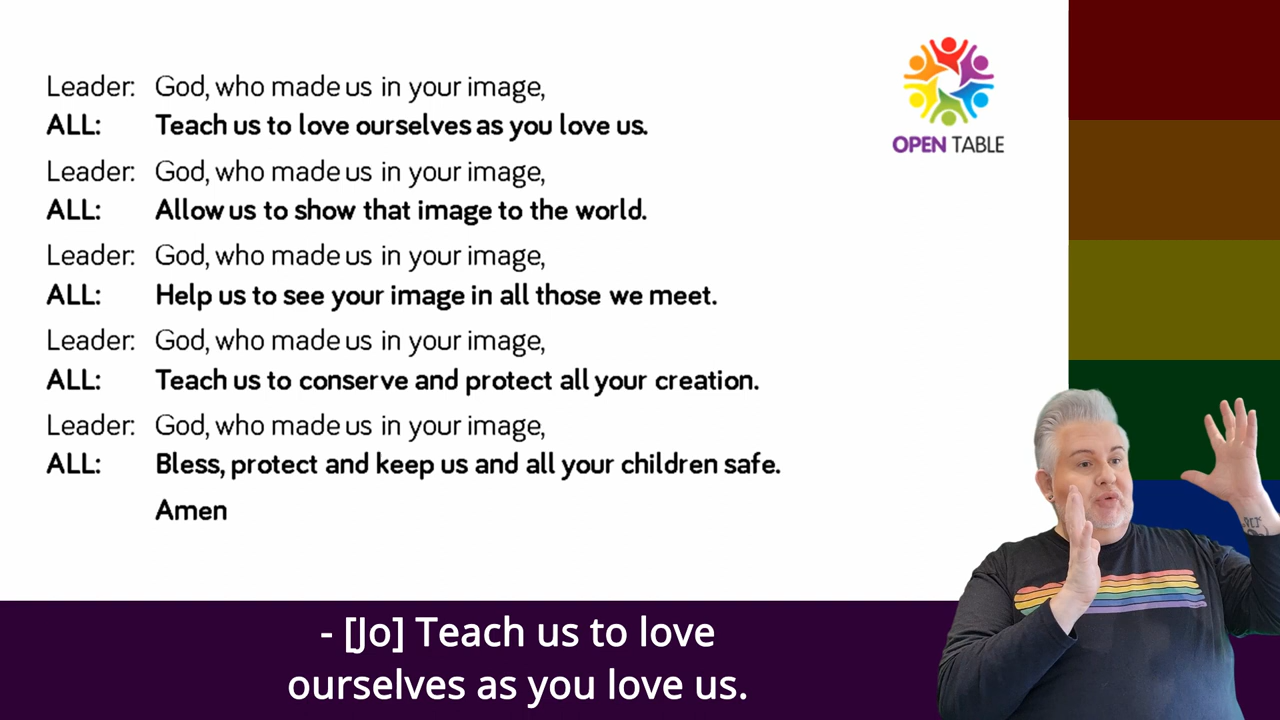 Leader: God, who made us in your image,
ALL: Teach us to love ourselves as you love us.
Leader: God, who made us in your image,
ALL: Allow us to show that image to the world.
Leader: God, who made us in your image,
ALL: Help us to see your image in all those we meet.
Leader: God, who made us in your image,
ALL: Teach us to conserve and protect all your creation.
Leader: God, who made us in your image,
ALL: Bless, protect and keep us and all your children safe.
Amen
OPEN TABLE
- [Jo] Teach us to love
ourselves as you love us.